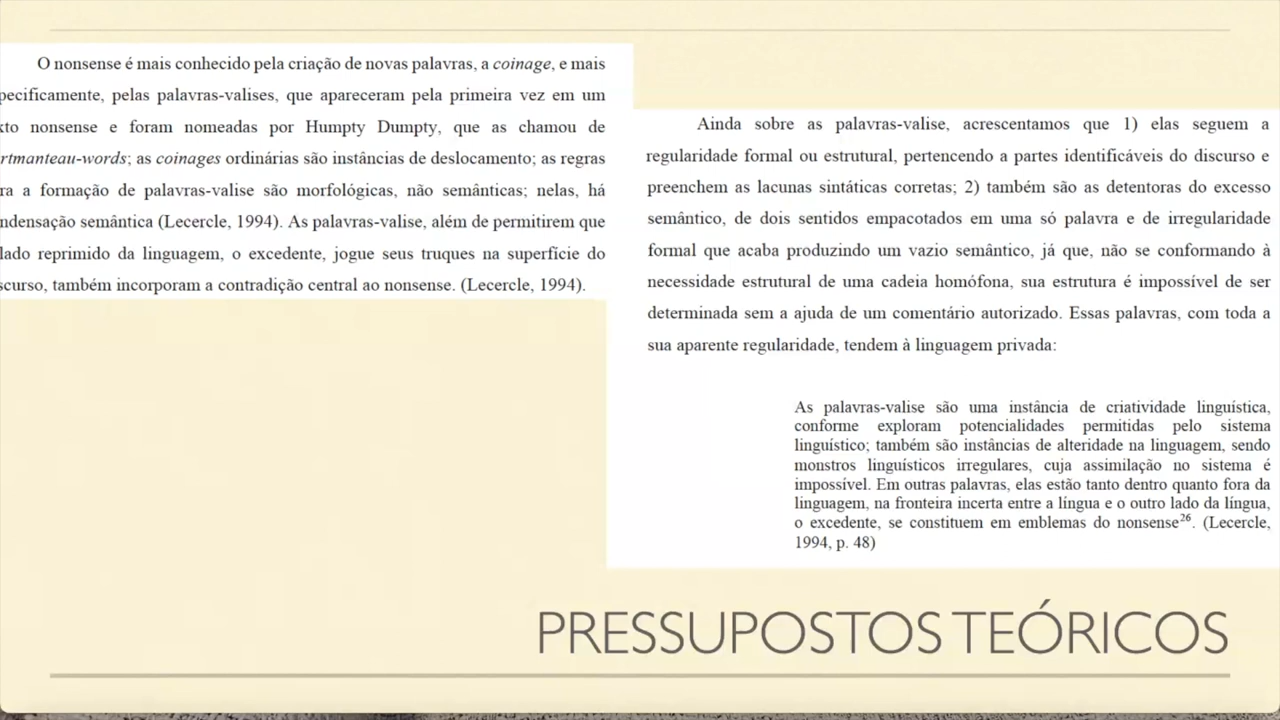 O nonsense é mais conhecido pela criação de novas palavras, a coinage, e mais
pecificamente, pelas palavras-valises, que apareceram pela primeira vez em um
xto nonsense e foram nomeadas por Humpty Dumpty, que as chamou de
rtmanteau-words; as coinages ordinárias são instâncias de deslocamento; as regras
ra a formação de palavras-valise são morfológicas, não semânticas; nelas, há
ndensação semântica (Lecercle, 1994). As palavras-valise, além de permitirem que
lado reprimido da linguagem, o excedente, jogue seus truques na superfície do
scurso, também incorporam a contradição central ao nonsense. (Lecercle, 1994).
Ainda sobre as palavras-valise, acrescentamos que 1) elas seguem a
regularidade formal ou estrutural, pertencendo a partes identificáveis do discurso e
preenchem as lacunas sintáticas corretas; 2) também são as detentoras do excesso
semântico, de dois sentidos empacotados em uma só palavra e de irregularidade
formal que acaba produzindo um vazio semântico, já que, não se conformando à
necessidade estrutural de uma cadeia homófona, sua estrutura é impossível de ser
determinada sem a ajuda de um comentário autorizado. Essas palavras, com toda a
sua aparente regularidade, tendem à linguagem privada:
As palavras-valise são uma instância de criatividade linguística,
conforme exploram potencialidades permitidas pelo sistema
linguístico; também são instâncias de alteridade na linguagem, sendo
monstros linguísticos irregulares, cuja assimilação no sistema é
impossível. Em outras palavras, elas estão tanto dentro quanto fora da
linguagem, na fronteira incerta entre a língua e o outro lado da língua,
o excedente, se constituem em emblemas do nonsense²⁶. (Lecercle,
1994, p. 48)
PRESSUPOSTOS TEÓRICOS